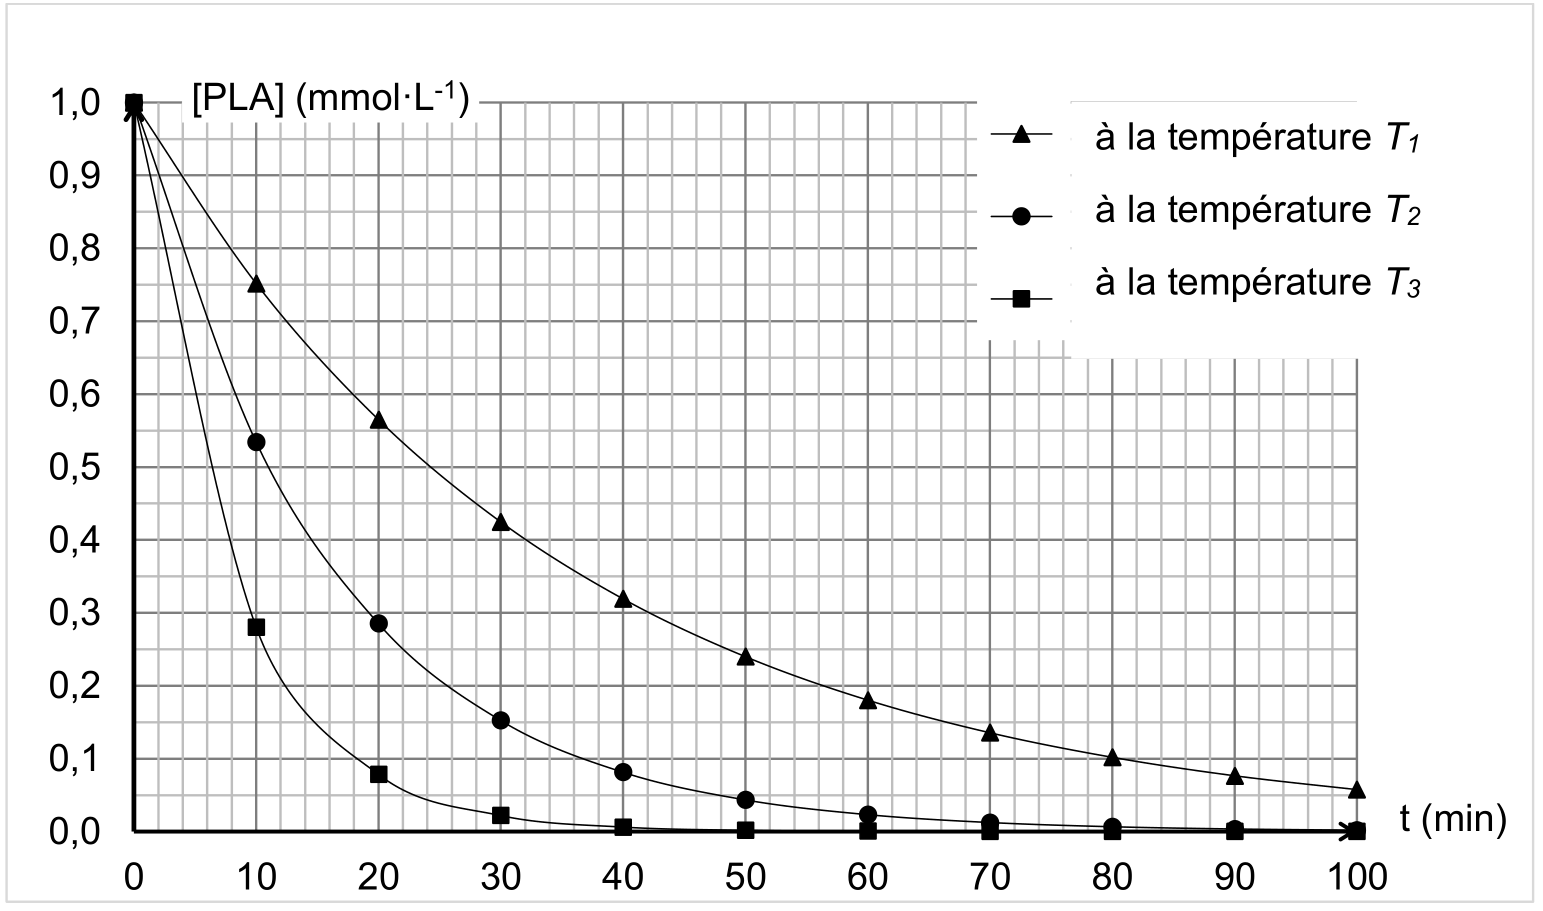 [PLA] (mmol·L-1)
1,0
0,9
0,8
0,7
0,6
0,5
0,4
0,3
0,2
0,1
0,0
à la température T1
à la température T2
à la température T3
t (min)
0 10 20 30 40 50 60 70 80 90 100